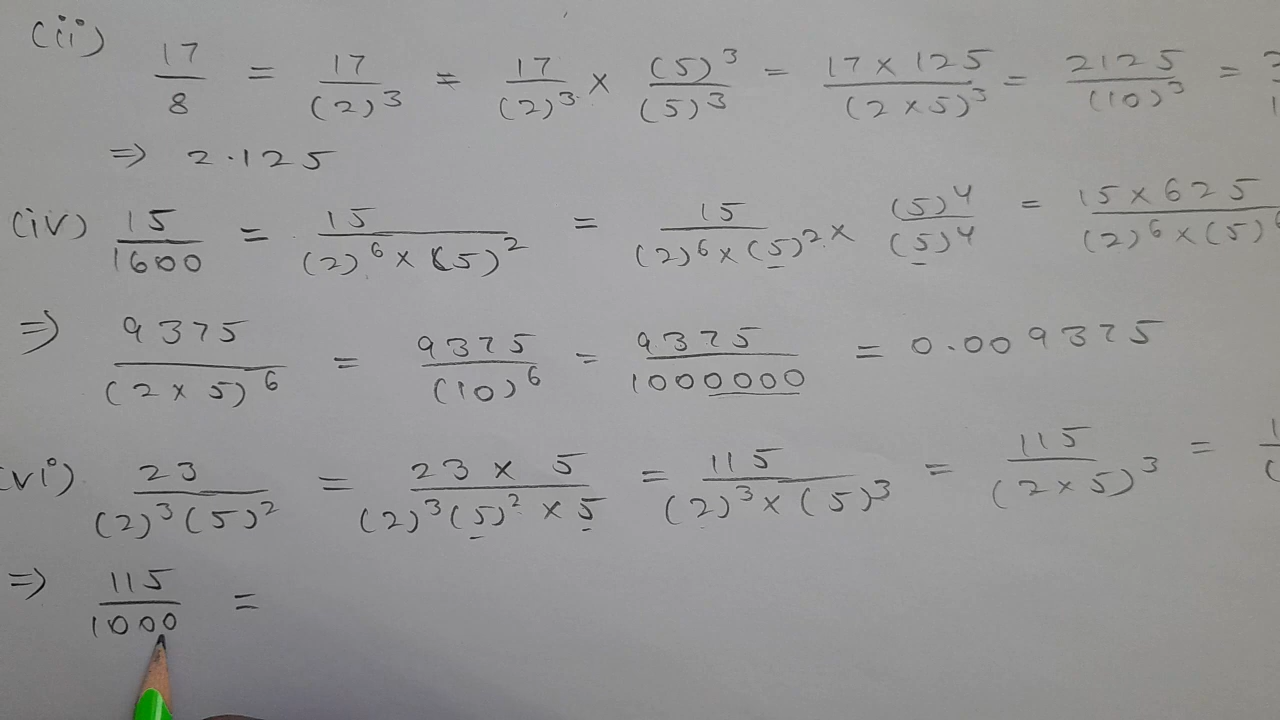 (ii) 17/8 = 17/(2)³ = 17/(2)³ × (5)³/(5)³ = 17 × 125/(2 × 5)³ = 2125/(10)³ =
⇒ 2.125
(iv) 15/1600 = 15/(2)⁶ × (5)² = 15/(2)⁶ × (5)² × (5)⁴/(5)⁴ = 15 × 625/(2)⁶ × (5)⁶
⇒ 9375/(2 × 5)⁶ = 9375/(10)⁶ = 9375/1000000 = 0.009375
(vi) 23/(2)³(5)² = 23 × 5/(2)³(5)² × 5 = 115/(2)³ × (5)³ = 115/(2 × 5)³ =
⇒ 115/1000 =